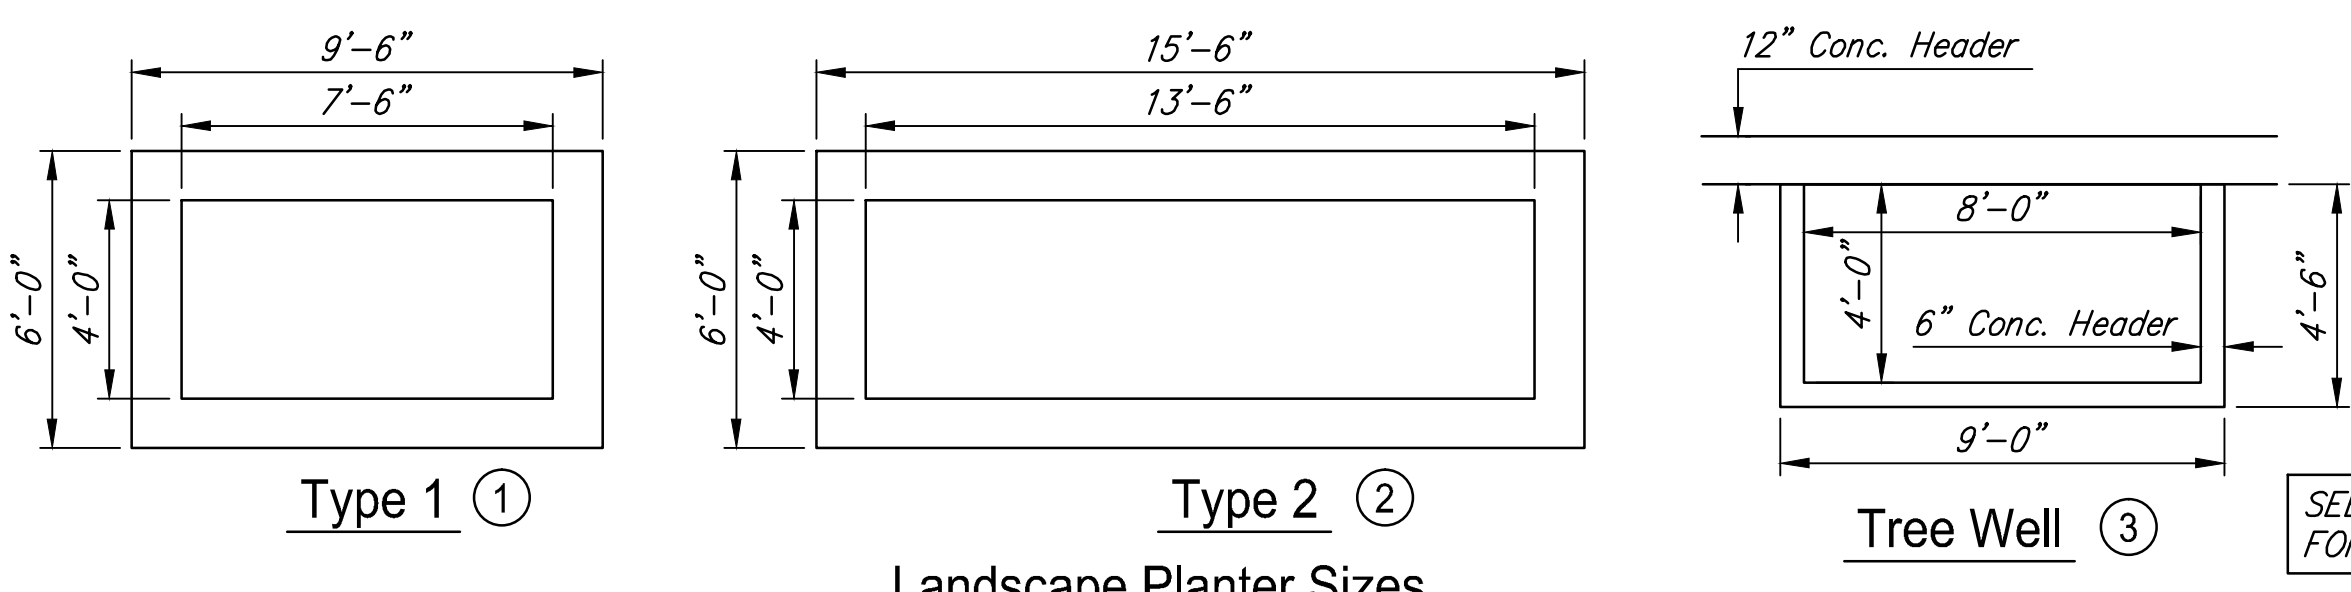 9'-6"
7'-6"
6'-0"
4'-0"
Type 1 1
15'-6"
13'-6"
6'-0"
4'-0"
Type 2 2
12" Conc. Header
8'-0"
4'-0"
6" Conc. Header
4'-6"
9'-0"
Tree Well 3
Landscape Planter Sizes